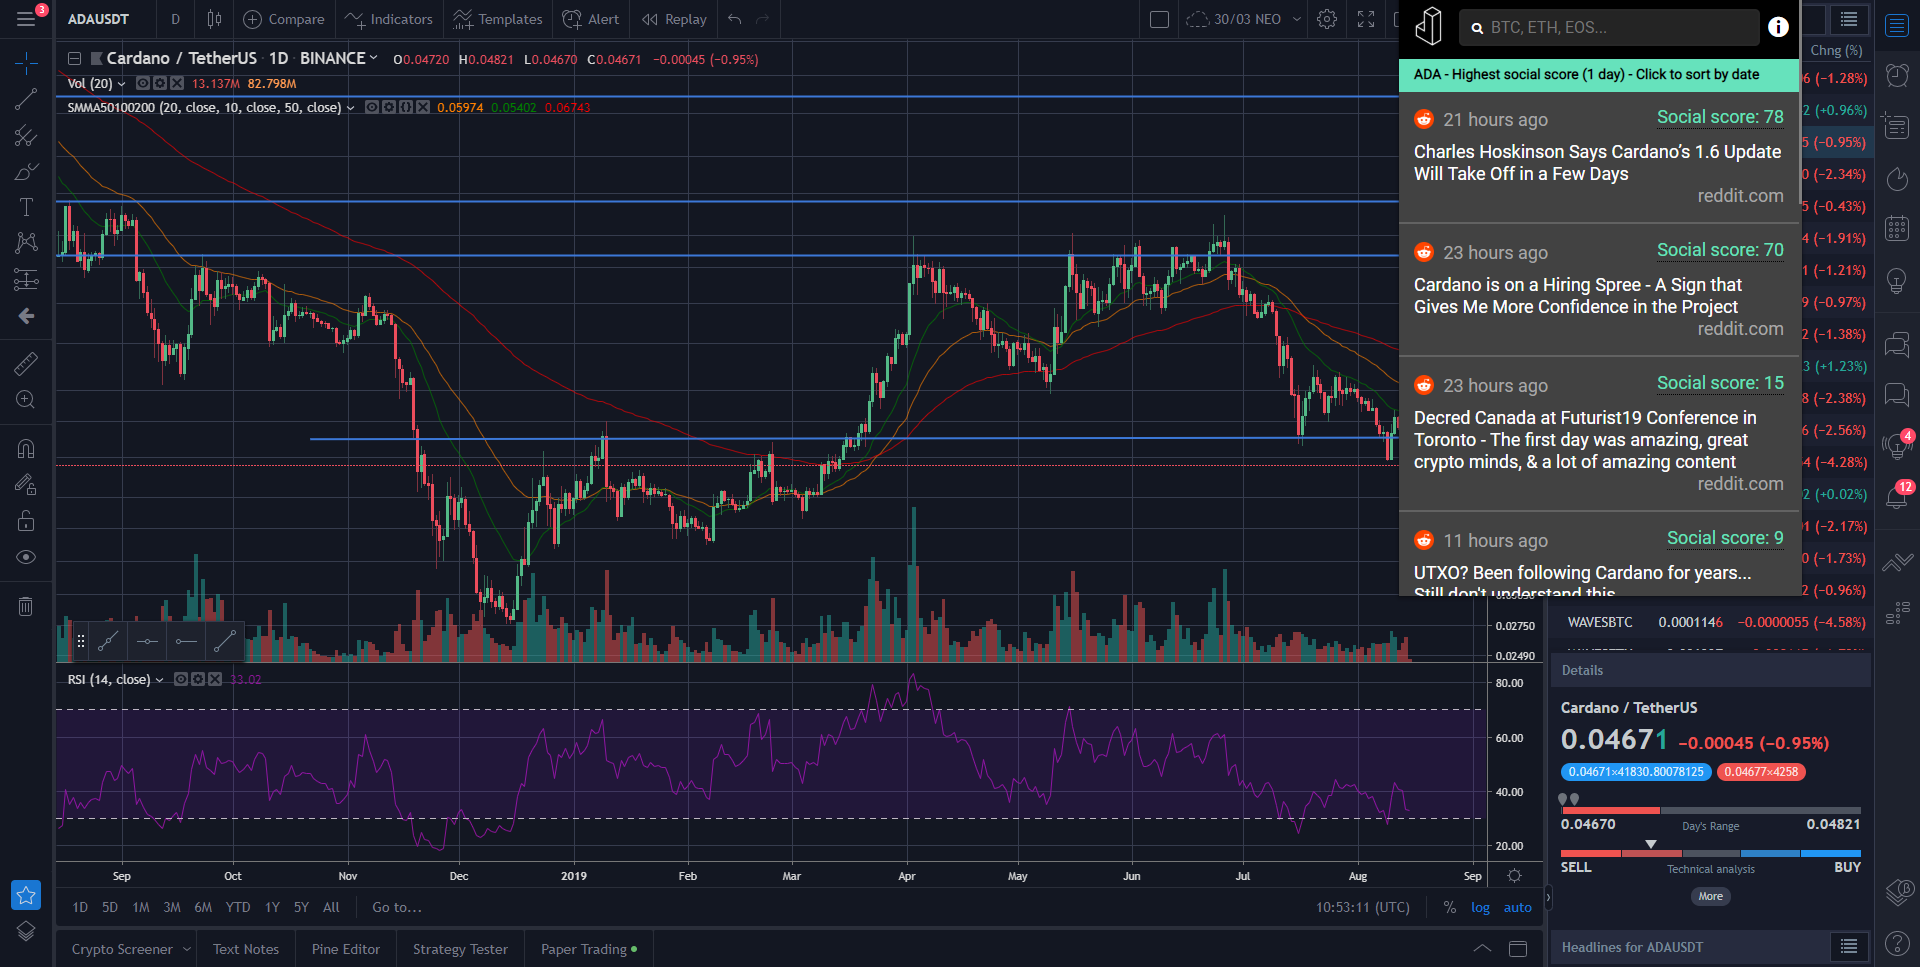 3
ADAUSDT D Compare Indicators Templates Alert Replay 30/03 NEO
Cardano / TetherUS · 1D · BINANCE O0.04720 H0.04821 L0.04670 C0.04671 −0.00045 (−0.95%)
Vol (20) 13.137M 82.798M
SMMA50100200 (20, close, 10, close, 50, close) 0.05974 0.05402 0.06743
BTC, ETH, EOS...
ADA - Highest social score (1 day) - Click to sort by date
21 hours ago Social score: 78
Charles Hoskinson Says Cardano's 1.6 Update
Will Take Off in a Few Days
reddit.com
23 hours ago Social score: 70
Cardano is on a Hiring Spree - A Sign that
Gives Me More Confidence in the Project
reddit.com
23 hours ago Social score: 15
Decred Canada at Futurist19 Conference in
Toronto - The first day was amazing, great
crypto minds, & a lot of amazing content
reddit.com
11 hours ago Social score: 9
UTXO? Been following Cardano for years...
Still don't understand this
Chng (%)
6 (−1.28%)
2 (+0.96%)
5 (−0.95%)
0 (−2.34%)
5 (−0.43%)
4 (−1.91%)
1 (−1.21%)
9 (−0.97%)
2 (−1.38%)
3 (+1.23%)
8 (−2.38%)
6 (−2.56%)
4 (−4.28%)
2 (+0.02%)
1 (−2.17%)
0 (−1.73%)
2 (−0.96%)
4
12
WAVESBTC 0.0001146 −0.0000055 (−4.58%)
0.02750
0.02490
RSI (14, close) 33.02
80.00
60.00
40.00
20.00
Sep Oct Nov Dec 2019 Feb Mar Apr May Jun Jul Aug Sep
1D 5D 1M 3M 6M YTD 1Y 5Y All Go to... 10:53:11 (UTC) % log auto
Crypto Screener Text Notes Pine Editor Strategy Tester Paper Trading
Details
Cardano / TetherUS
0.04671 −0.00045 (−0.95%)
0.04671×41830.80078125 0.04677×4258
0.04670 Day's Range 0.04821
SELL Technical analysis BUY
More
Headlines for ADAUSDT